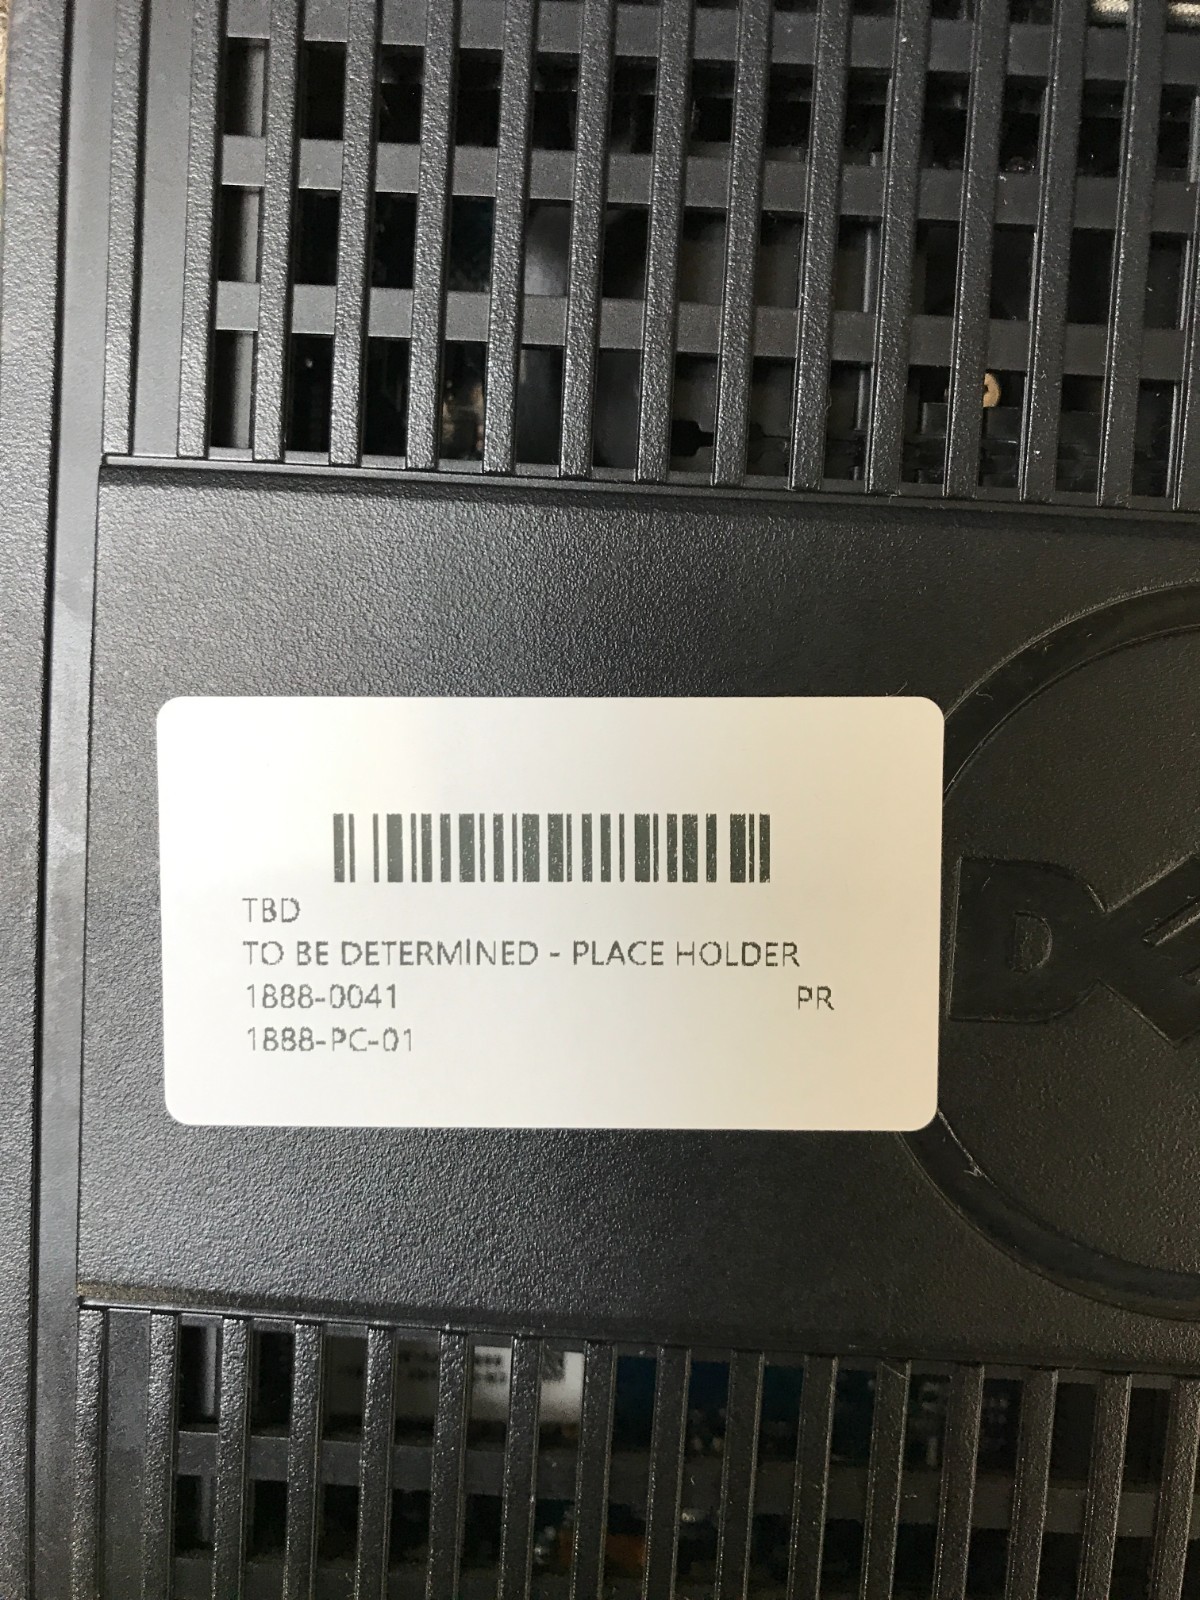 TBD
TO BE DETERMINED - PLACE HOLDER
1888-0041 PR
1888-PC-01